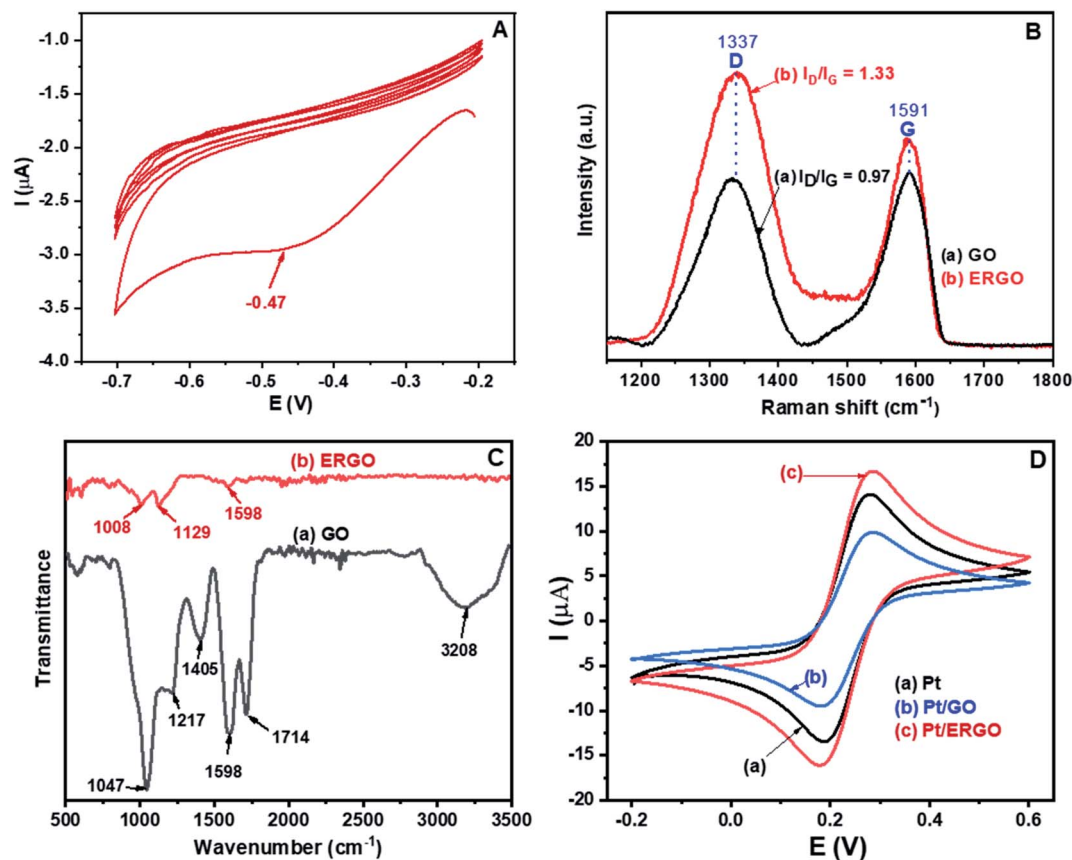 A
-1.0
-1.5
-2.0
-2.5
-3.0
-3.5
-4.0
I (μA)
-0.47
-0.7 -0.6 -0.5 -0.4 -0.3 -0.2
E (V)
B
1337
D
(b) I_D/I_G = 1.33
1591
G
(a) I_D/I_G = 0.97
(a) GO
(b) ERGO
Intensity (a.u.)
1200 1300 1400 1500 1600 1700 1800
Raman shift (cm⁻¹)
C
(b) ERGO
1008
1129
1598
(a) GO
1405
3208
1217
1714
1598
1047
Transmittance
500 1000 1500 2000 2500 3000 3500
Wavenumber (cm⁻¹)
D
20
15
10
5
0
-5
-10
-15
-20
I (μA)
(c)
(b)
(a)
(a) Pt
(b) Pt/GO
(c) Pt/ERGO
-0.2 0.0 0.2 0.4 0.6
E (V)